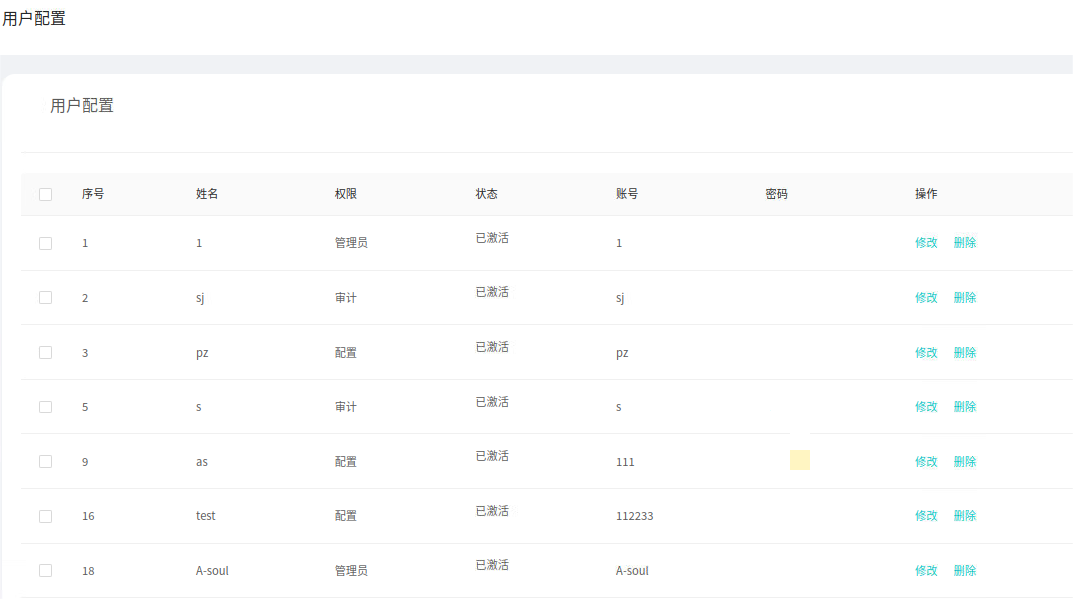 用户配置
用户配置
序号 姓名 权限 状态 账号 密码 操作
1 1 管理员 已激活 1 修改 删除
2 sj 审计 已激活 sj 修改 删除
3 pz 配置 已激活 pz 修改 删除
5 s 审计 已激活 s 修改 删除
9 as 配置 已激活 111 修改 删除
16 test 配置 已激活 112233 修改 删除
18 A-soul 管理员 已激活 A-soul 修改 删除